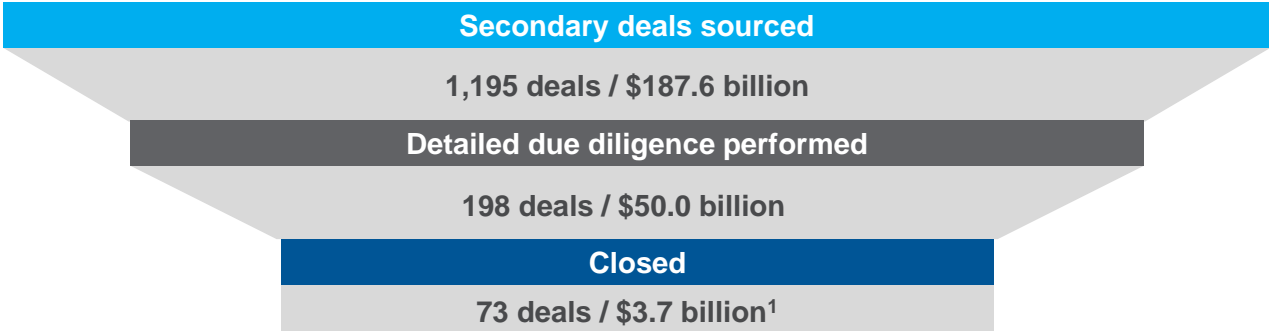 Secondary deals sourced
1,195 deals / $187.6 billion
Detailed due diligence performed
198 deals / $50.0 billion
Closed
73 deals / $3.7 billion¹